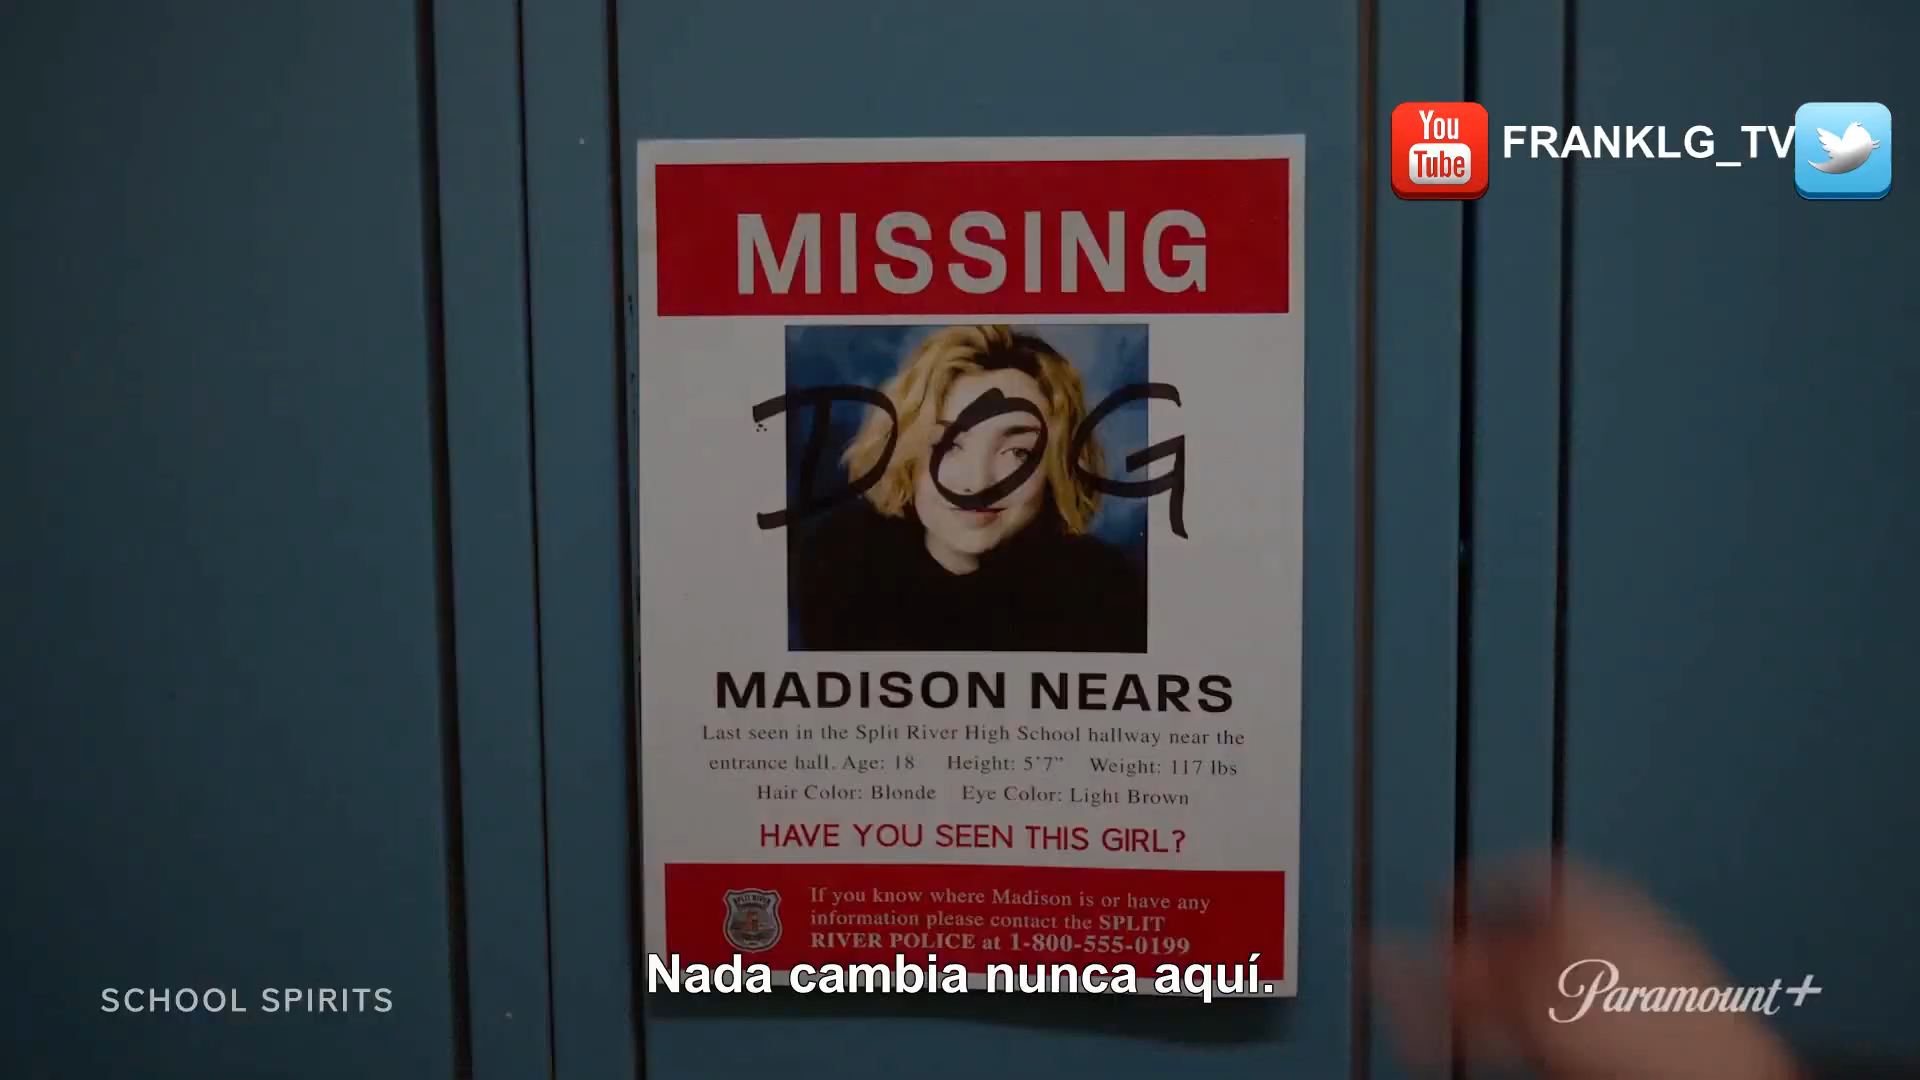 You
Tube
FRANKLG_TV
MISSING
DOG
MADISON NEARS
Last seen in the Split River High School hallway near the
entrance hall. Age: 18 Height: 5'7" Weight: 117 lbs
Hair Color: Blonde Eye Color: Light Brown
HAVE YOU SEEN THIS GIRL?
SPLIT RIVER
If you know where Madison is or have any
information please contact the SPLIT
RIVER POLICE at 1-800-555-0199
Nada cambia nunca aquí.
SCHOOL SPIRITS
Paramount+